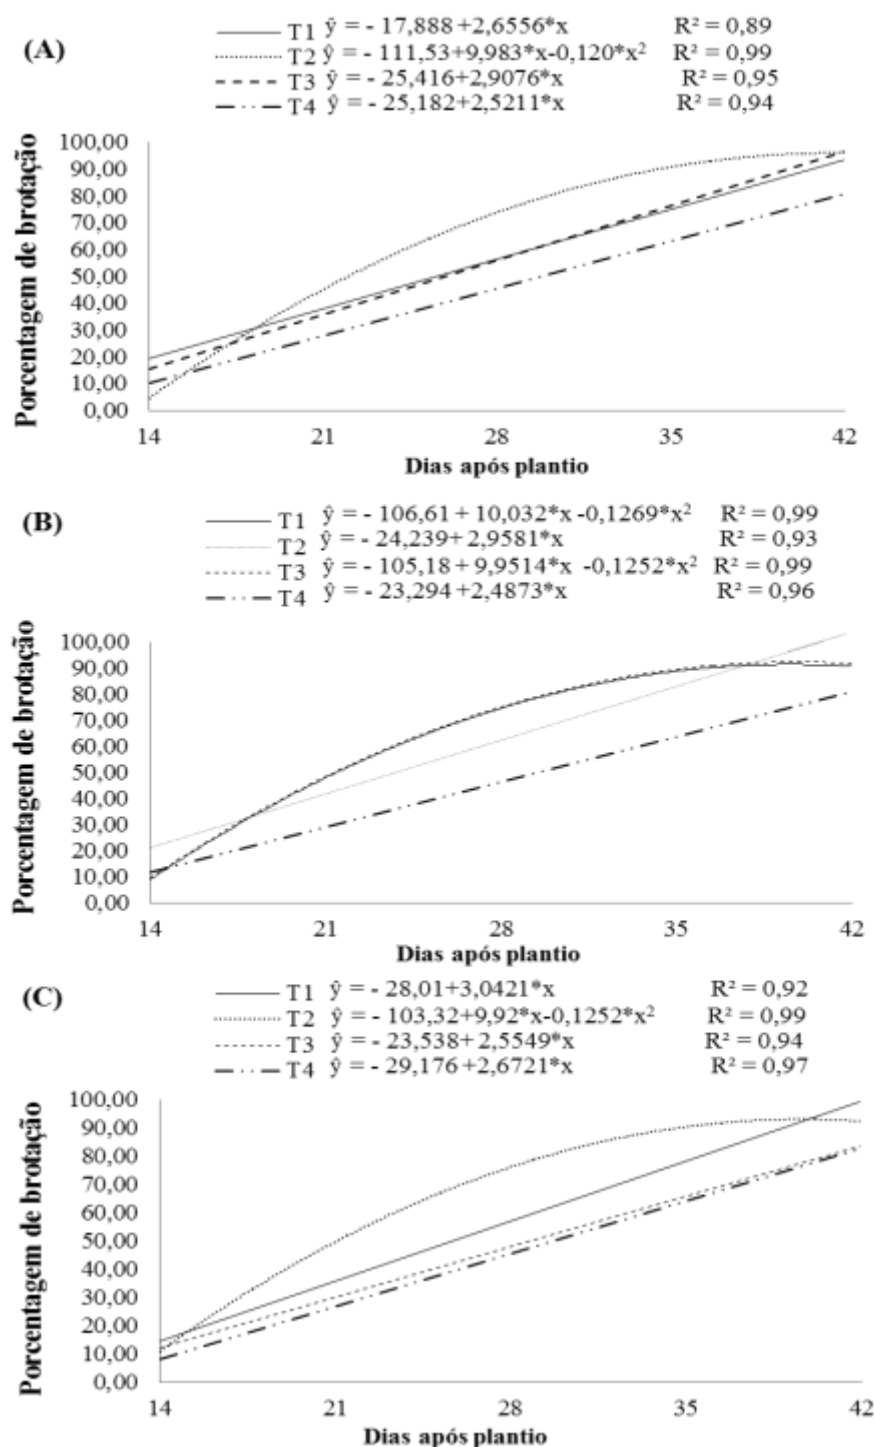 (A)
T1 ŷ = - 17,888 +2,6556*x R² = 0,89
T2 ŷ = - 111,53+9,983*x-0,120*x² R² = 0,99
T3 ŷ = - 25,416+2,9076*x R² = 0,95
T4 ŷ = - 25,182+2,5211*x R² = 0,94
Porcentagem de brotação
100,00
90,00
80,00
70,00
60,00
50,00
40,00
30,00
20,00
10,00
0,00
14 21 28 35 42
Dias após plantio
(B)
T1 ŷ = - 106,61 + 10,032*x -0,1269*x² R² = 0,99
T2 ŷ = - 24,239+ 2,9581*x R² = 0,93
T3 ŷ = - 105,18 + 9,9514*x -0,1252*x² R² = 0,99
T4 ŷ = - 23,294 +2,4873*x R² = 0,96
Porcentagem de brotação
100,00
90,00
80,00
70,00
60,00
50,00
40,00
30,00
20,00
10,00
0,00
14 21 28 35 42
Dias após plantio
(C)
T1 ŷ = - 28,01+3,0421*x R² = 0,92
T2 ŷ = - 103,32+9,92*x-0,1252*x² R² = 0,99
T3 ŷ = - 23,538+2,5549*x R² = 0,94
T4 ŷ = - 29,176 +2,6721*x R² = 0,97
Porcentagem de brotação
100,00
90,00
80,00
70,00
60,00
50,00
40,00
30,00
20,00
10,00
0,00
14 21 28 35 42
Dias após plantio